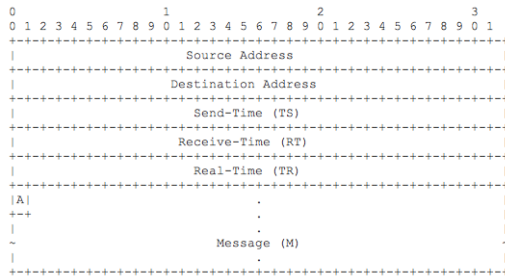 0                   1                   2                   3
0 1 2 3 4 5 6 7 8 9 0 1 2 3 4 5 6 7 8 9 0 1 2 3 4 5 6 7 8 9 0 1
+-+-+-+-+-+-+-+-+-+-+-+-+-+-+-+-+-+-+-+-+-+-+-+-+-+-+-+-+-+-+-+-
|                      Source Address                           |
+-+-+-+-+-+-+-+-+-+-+-+-+-+-+-+-+-+-+-+-+-+-+-+-+-+-+-+-+-+-+-+-
|                    Destination Address                        |
+-+-+-+-+-+-+-+-+-+-+-+-+-+-+-+-+-+-+-+-+-+-+-+-+-+-+-+-+-+-+-+-
|                       Send-Time (TS)                          |
+-+-+-+-+-+-+-+-+-+-+-+-+-+-+-+-+-+-+-+-+-+-+-+-+-+-+-+-+-+-+-+-
|                     Receive-Time (RT)                         |
+-+-+-+-+-+-+-+-+-+-+-+-+-+-+-+-+-+-+-+-+-+-+-+-+-+-+-+-+-+-+-+-
|                       Real-Time (TR)                          |
+-+-+-+-+-+-+-+-+-+-+-+-+-+-+-+-+-+-+-+-+-+-+-+-+-+-+-+-+-+-+-+-
|A|                             .                               |
+-+                             .
|                               .                               |
~                          Message (M)                          ~
|                               .                               |
+-+-+-+-+-+-+-+-+-+-+-+-+-+-+-+-+-+-+-+-+-+-+-+-+-+-+-+-+-+-+-+-